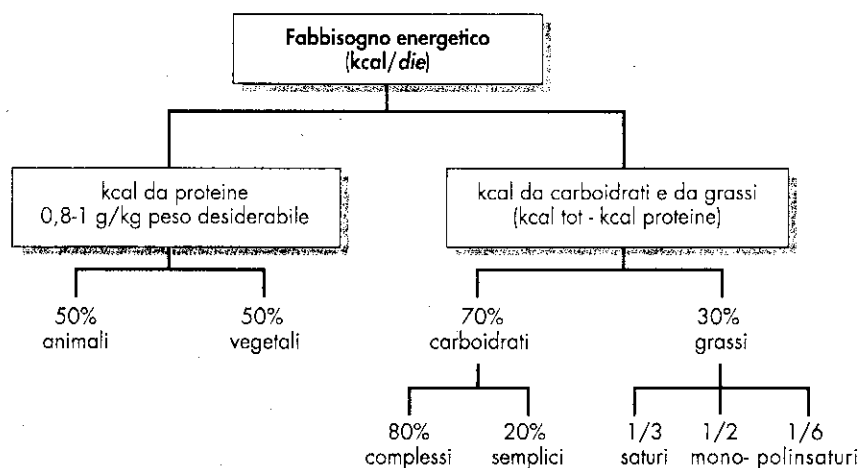 Fabbisogno energetico
(kcal/die)
kcal da proteine
0,8-1 g/kg peso desiderabile
kcal da carboidrati e da grassi
(kcal tot - kcal proteine)
50%
animali
50%
vegetali
70%
carboidrati
30%
grassi
80%
complessi
20%
semplici
1/3
saturi
1/2
mono-
1/6
polinsaturi